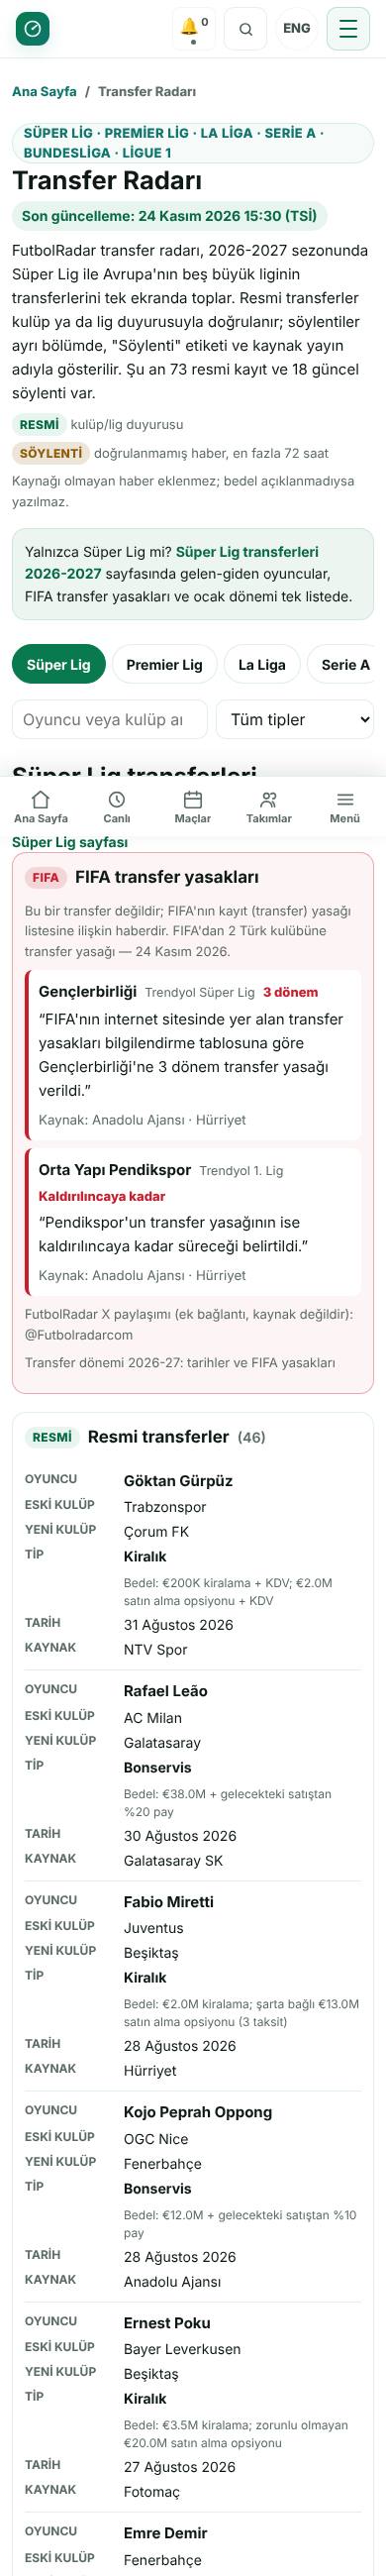 🔔 0
ENG
Ana Sayfa / Transfer Radarı
SÜPER LİG · PREMİER LİG · LA LİGA · SERİE A ·
BUNDESLİGA · LİGUE 1
Transfer Radarı
Son güncelleme: 24 Kasım 2026 15:30 (TSİ)
FutbolRadar transfer radarı, 2026-2027 sezonunda
Süper Lig ile Avrupa'nın beş büyük liginin
transferlerini tek ekranda toplar. Resmi transferler
kulüp ya da lig duyurusuyla doğrulanır; söylentiler
ayrı bölümde, "Söylenti" etiketi ve kaynak yayın
adıyla gösterilir. Şu an 73 resmi kayıt ve 18 güncel
söylenti var.
RESMİ kulüp/lig duyurusu
SÖYLENTİ doğrulanmamış haber, en fazla 72 saat
Kaynağı olmayan haber eklenmez; bedel açıklanmadıysa
yazılmaz.
Yalnızca Süper Lig mi? Süper Lig transferleri
2026-2027 sayfasında gelen-giden oyuncular,
FIFA transfer yasakları ve ocak dönemi tek listede.
Süper Lig Premier Lig La Liga Serie A
Oyuncu veya kulüp ar Tüm tipler
Süper Lig transferleri
Ana Sayfa Canlı Maçlar Takımlar Menü
Süper Lig sayfası
FIFA FIFA transfer yasakları
Bu bir transfer değildir; FIFA'nın kayıt (transfer) yasağı
listesine ilişkin haberdir. FIFA'dan 2 Türk kulübüne
transfer yasağı — 24 Kasım 2026.
Gençlerbirliği Trendyol Süper Lig 3 dönem
“FIFA'nın internet sitesinde yer alan transfer
yasakları bilgilendirme tablosuna göre
Gençlerbirliği'ne 3 dönem transfer yasağı
verildi.”
Kaynak: Anadolu Ajansı · Hürriyet
Orta Yapı Pendikspor Trendyol 1. Lig
Kaldırılıncaya kadar
“Pendikspor'un transfer yasağının ise
kaldırılıncaya kadar süreceği belirtildi.”
Kaynak: Anadolu Ajansı · Hürriyet
FutbolRadar X paylaşımı (ek bağlantı, kaynak değildir):
@Futbolradarcom
Transfer dönemi 2026-27: tarihler ve FIFA yasakları
RESMİ Resmi transferler (46)
OYUNCU Göktan Gürpüz
ESKİ KULÜP Trabzonspor
YENİ KULÜP Çorum FK
TİP Kiralık
Bedel: €200K kiralama + KDV; €2.0M
satın alma opsiyonu + KDV
TARİH 31 Ağustos 2026
KAYNAK NTV Spor
OYUNCU Rafael Leão
ESKİ KULÜP AC Milan
YENİ KULÜP Galatasaray
TİP Bonservis
Bedel: €38.0M + gelecekteki satıştan
%20 pay
TARİH 30 Ağustos 2026
KAYNAK Galatasaray SK
OYUNCU Fabio Miretti
ESKİ KULÜP Juventus
YENİ KULÜP Beşiktaş
TİP Kiralık
Bedel: €2.0M kiralama; şarta bağlı €13.0M
satın alma opsiyonu (3 taksit)
TARİH 28 Ağustos 2026
KAYNAK Hürriyet
OYUNCU Kojo Peprah Oppong
ESKİ KULÜP OGC Nice
YENİ KULÜP Fenerbahçe
TİP Bonservis
Bedel: €12.0M + gelecekteki satıştan %10
pay
TARİH 28 Ağustos 2026
KAYNAK Anadolu Ajansı
OYUNCU Ernest Poku
ESKİ KULÜP Bayer Leverkusen
YENİ KULÜP Beşiktaş
TİP Kiralık
Bedel: €3.5M kiralama; zorunlu olmayan
€20.0M satın alma opsiyonu
TARİH 27 Ağustos 2026
KAYNAK Fotomaç
OYUNCU Emre Demir
ESKİ KULÜP Fenerbahçe